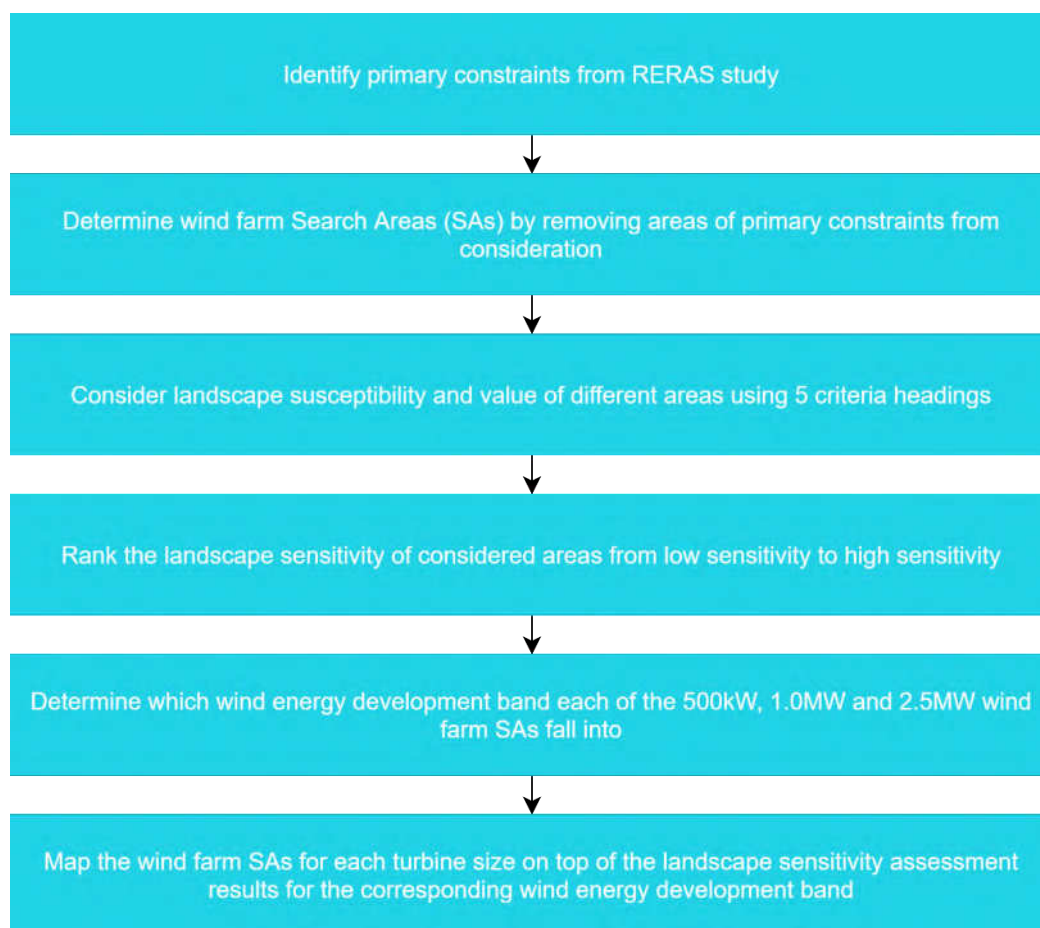 Identify primary constraints from RERAS study
Determine wind farm Search Areas (SAs) by removing areas of primary constraints from
consideration
Consider landscape susceptibility and value of different areas using 5 criteria headings
Rank the landscape sensitivity of considered areas from low sensitivity to high sensitivity
Determine which wind energy development band each of the 500kW, 1.0MW and 2.5MW wind
farm SAs fall into
Map the wind farm SAs for each turbine size on top of the landscape sensitivity assessment
results for the corresponding wind energy development band